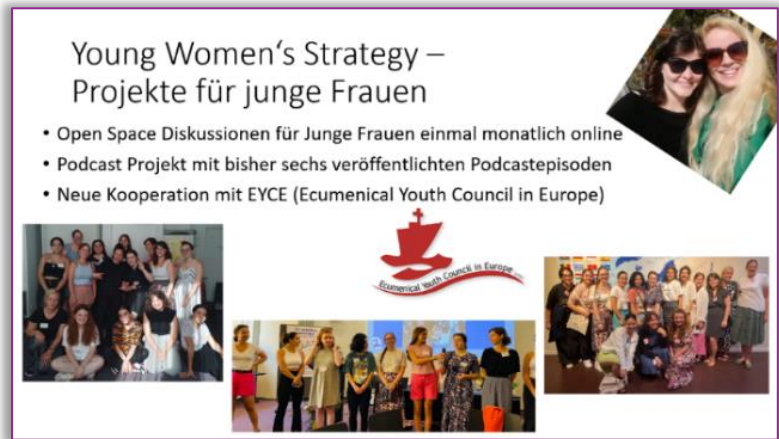 Young Women‘s Strategy –
Projekte für junge Frauen
• Open Space Diskussionen für Junge Frauen einmal monatlich online
• Podcast Projekt mit bisher sechs veröffentlichten Podcastepisoden
• Neue Kooperation mit EYCE (Ecumenical Youth Council in Europe)
Ecumenical Youth Council in Europe